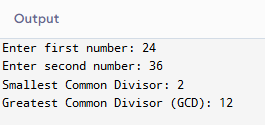 Output
Enter first number: 24
Enter second number: 36
Smallest Common Divisor: 2
Greatest Common Divisor (GCD): 12